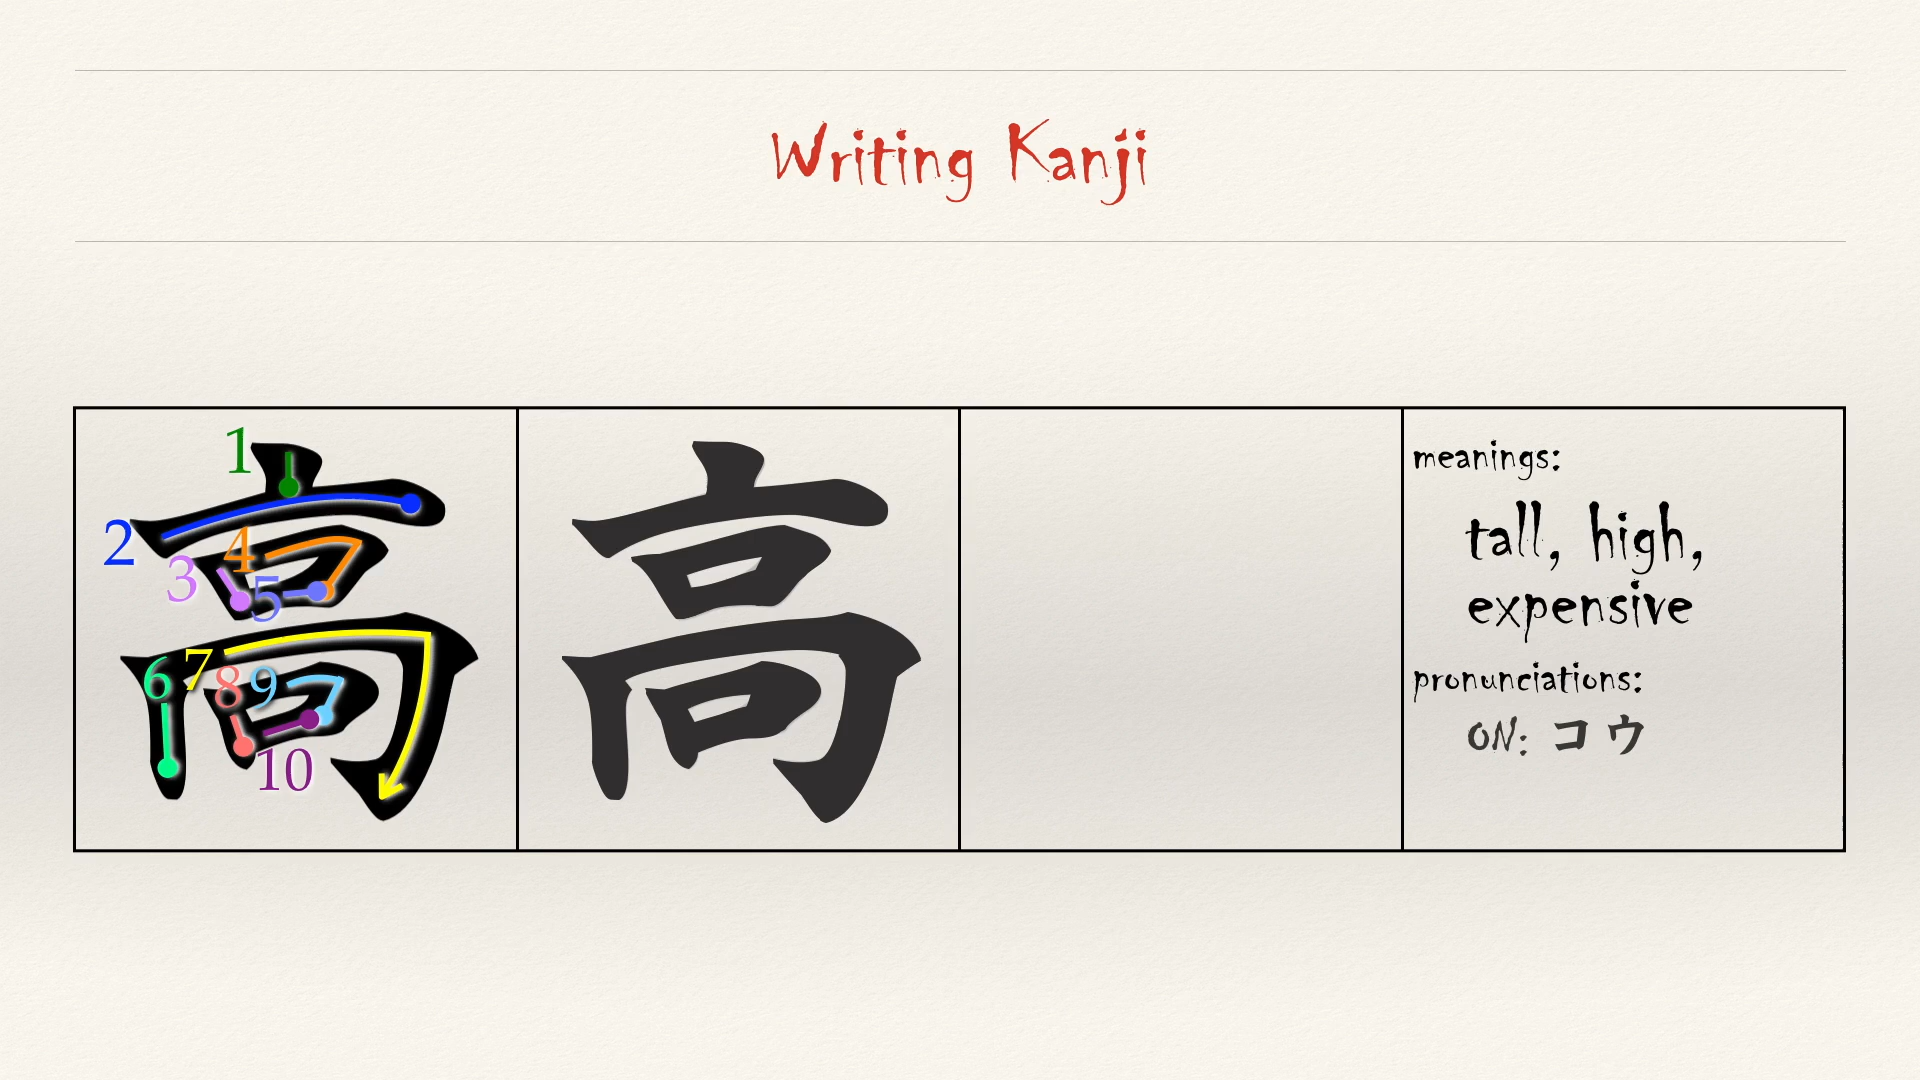 Writing Kanji
1
2
3
4
5
6
7
8
9
10
高
高
meanings:
tall, high,
expensive
pronunciations:
ON: コウ